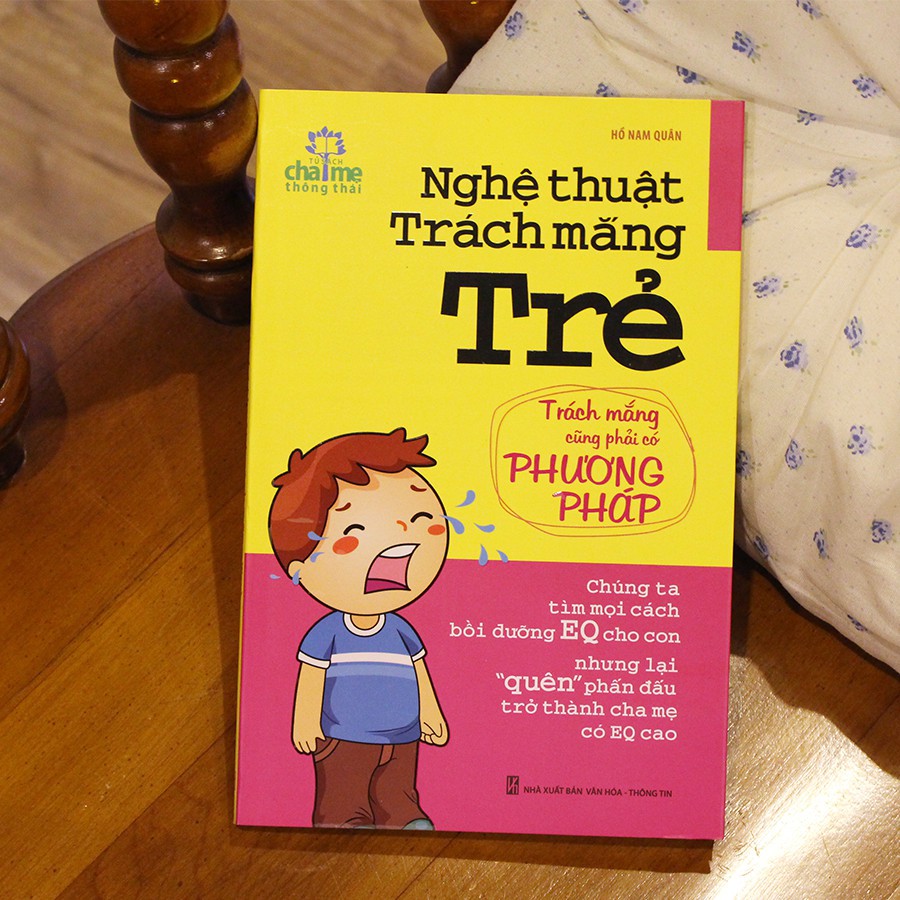 HỒ NAM QUÂN
TỦ SÁCH
cha mẹ
thông thái
Nghệ thuật
Trách mắng
Trẻ
Trách mắng
cũng phải có
PHƯƠNG
PHÁP
Chúng ta
tìm mọi cách
bồi dưỡng EQ cho con
nhưng lại
"quên" phấn đấu
trở thành cha mẹ
có EQ cao
NHÀ XUẤT BẢN VĂN HÓA - THÔNG TIN